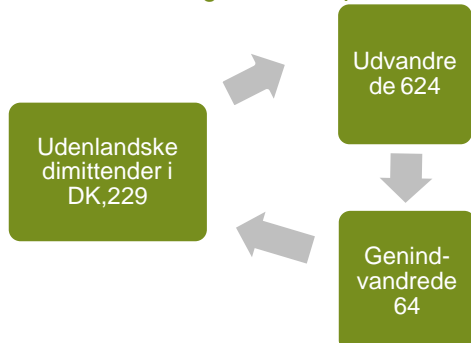 Udvandre
de 624
Udenlandske
dimittender i
DK,229
Genind-
vandrede
64